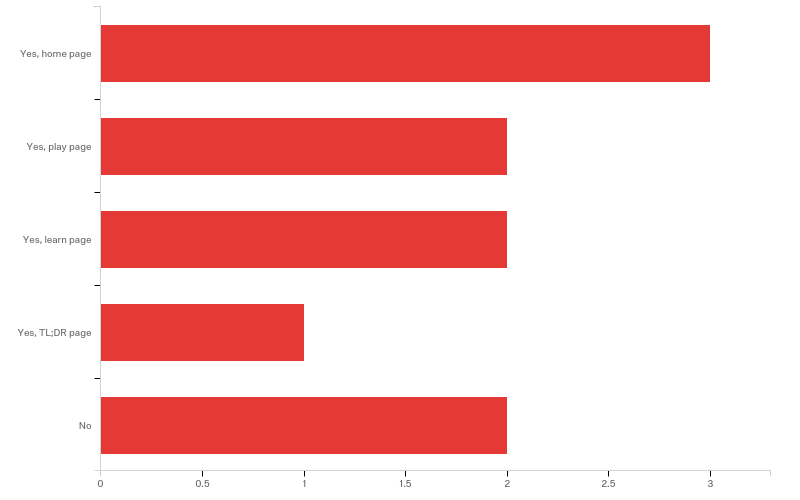 Yes, home page
Yes, play page
Yes, learn page
Yes, TL;DR page
No
0 0.5 1 1.5 2 2.5 3